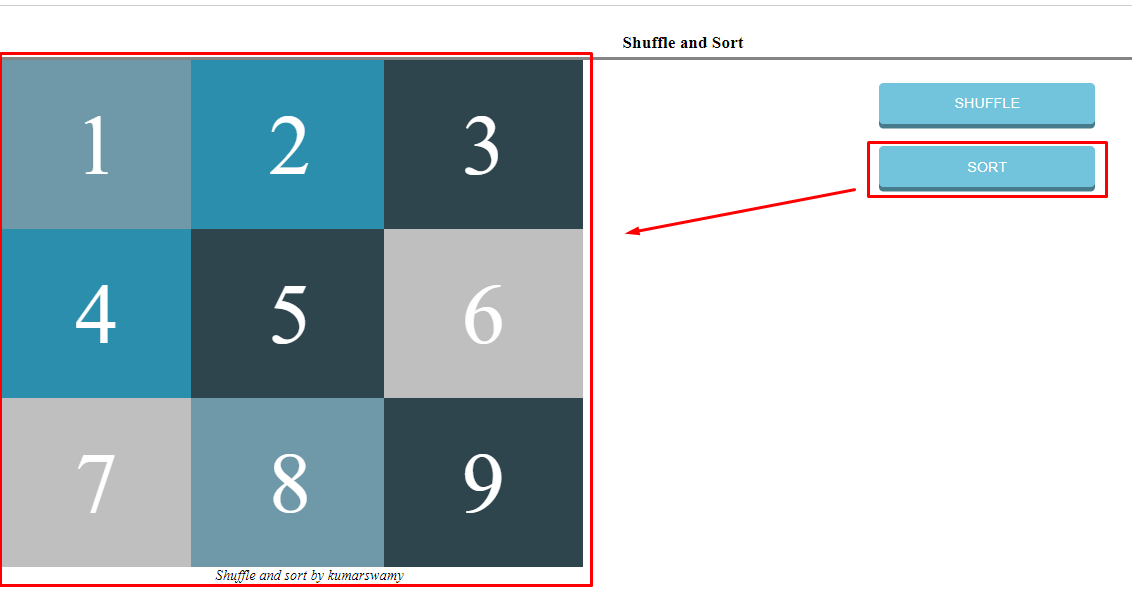 Shuffle and Sort
1 2 3
SHUFFLE
SORT
4 5 6
7 8 9
Shuffle and sort by kumarswamy